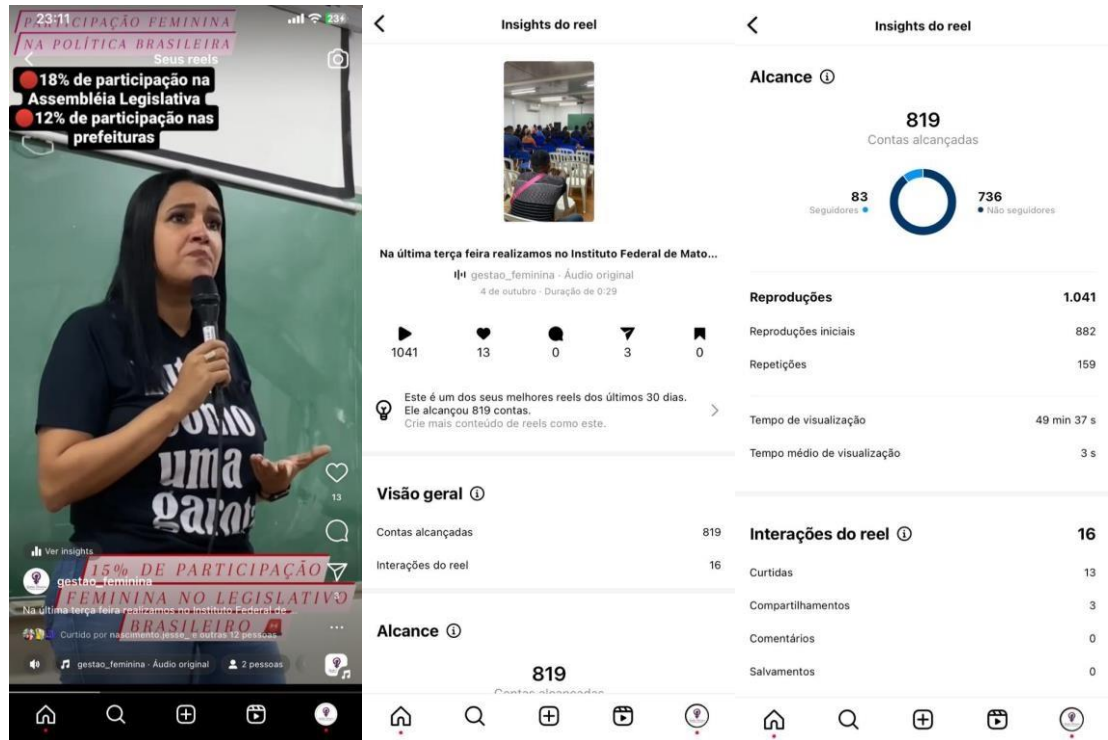 23:11
23+
PARTICIPAÇÃO FEMININA
NA POLÍTICA BRASILEIRA
Seus reels
18% de participação na
Assembléia Legislativa
12% de participação nas
prefeituras
como
uma
garota
13
Ver insights
15% DE PARTICIPAÇÃO
gestao_feminina
FEMININA NO LEGISLATIVO
Na última terça feira realizamos no Instituto Federal de ...
BRASILEIRO
Curtido por nascimento.jesse_ e outras 12 pessoas
gestao_feminina · Áudio original
2 pessoas
Insights do reel
Na última terça feira realizamos no Instituto Federal de Mato...
gestao_feminina · Áudio original
4 de outubro · Duração de 0:29
1041 13 0 3 0
Este é um dos seus melhores reels dos últimos 30 dias.
Ele alcançou 819 contas.
Crie mais conteúdo de reels como este.
Visão geral
Contas alcançadas 819
Interações do reel 16
Alcance
819
Contas alcançadas
Insights do reel
Alcance
819
Contas alcançadas
83
Seguidores
736
Não seguidores
Reproduções 1.041
Reproduções iniciais 882
Repetições 159
Tempo de visualização 49 min 37 s
Tempo médio de visualização 3 s
Interações do reel 16
Curtidas 13
Compartilhamentos 3
Comentários 0
Salvamentos 0